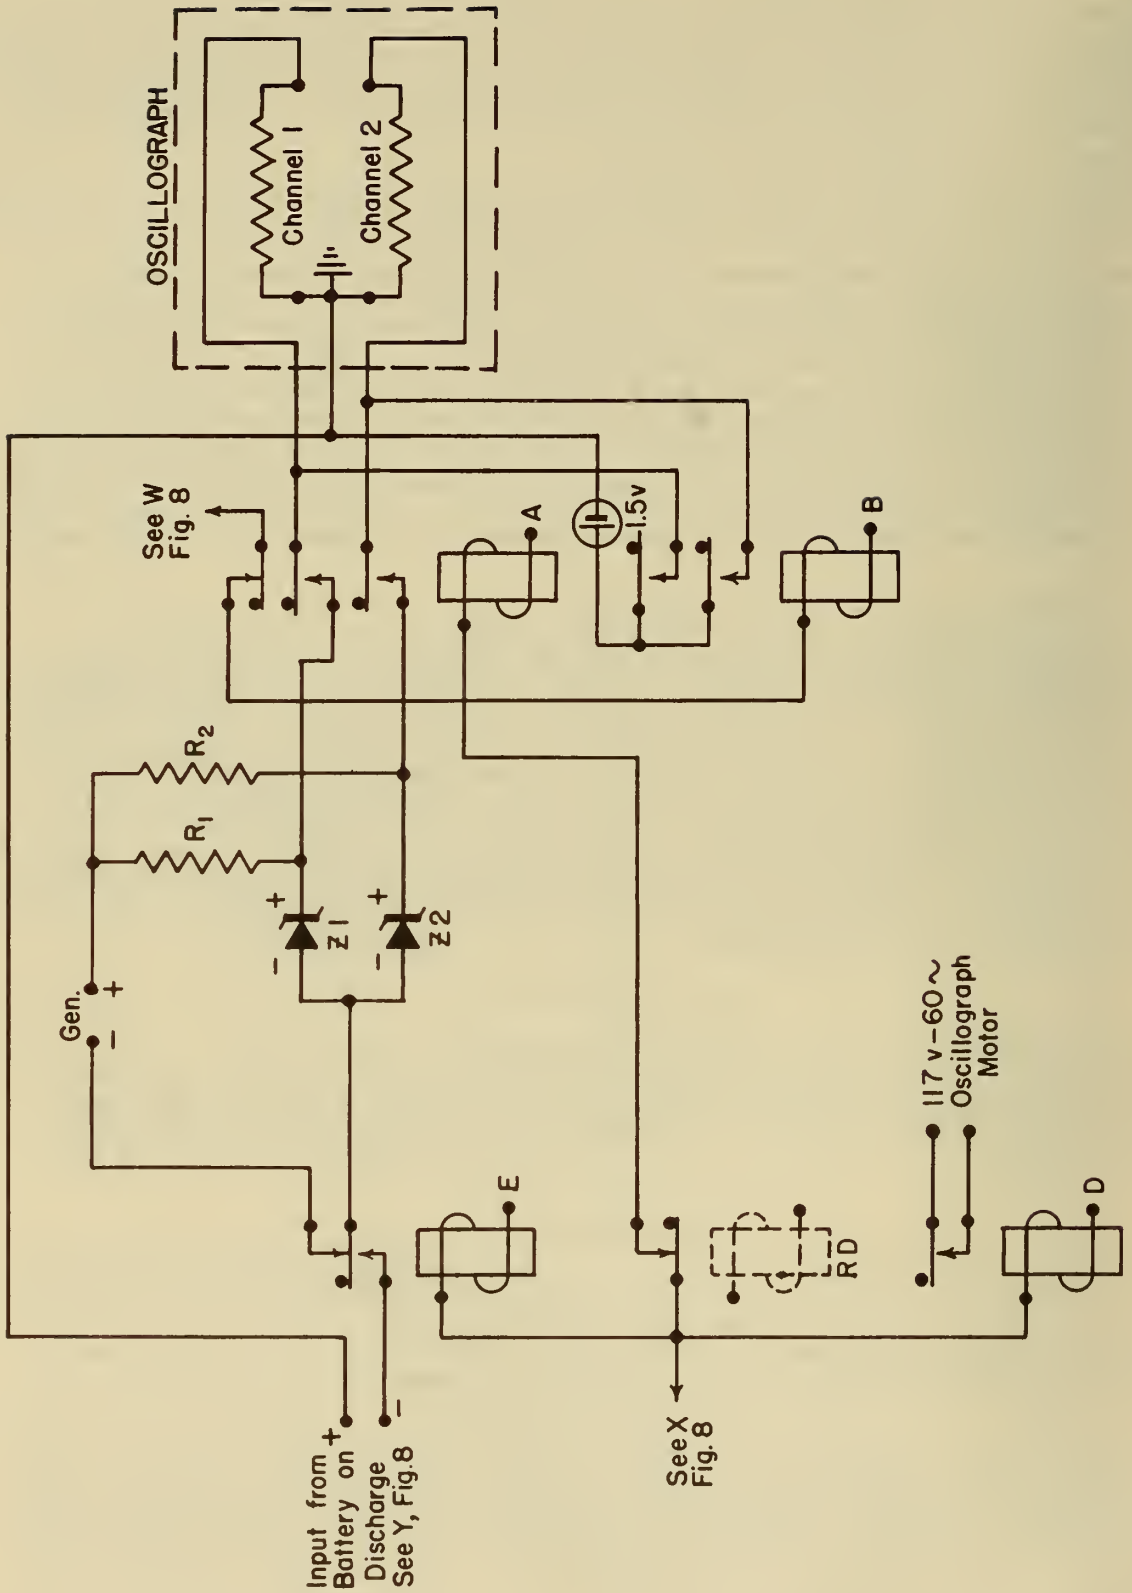 OSCILLOGRAPH
Channel 1
Channel 2
See W
Fig. 8
A
1.5v
B
R2
R1
Gen.
- +
- +
Z1
- +
Z2
E
RD
117 v-60~
Oscillograph
Motor
D
Input from +
Battery on
Discharge -
See Y, Fig.8
See X
Fig. 8